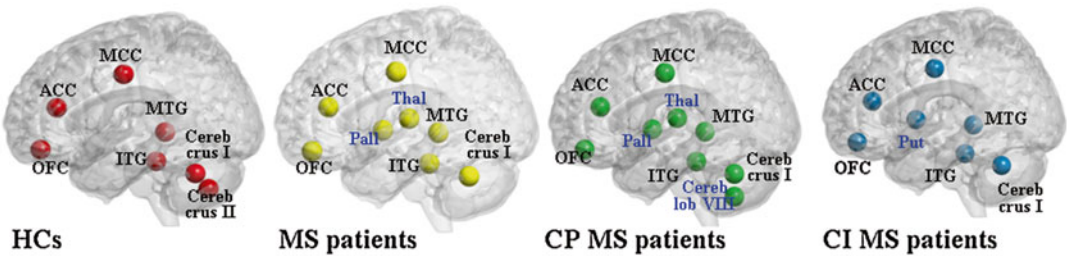 MCC
ACC
MTG
Cereb
crus I
ITG
OFC
Cereb
crus II
HCs
MCC
ACC
Thal
MTG
Pall
Cereb
crus I
OFC
ITG
MS patients
MCC
ACC
Thal
MTG
Pall
OFC
ITG
Cereb
crus I
Cereb
lob VIII
CP MS patients
MCC
ACC
MTG
Put
OFC
ITG
Cereb
crus I
CI MS patients